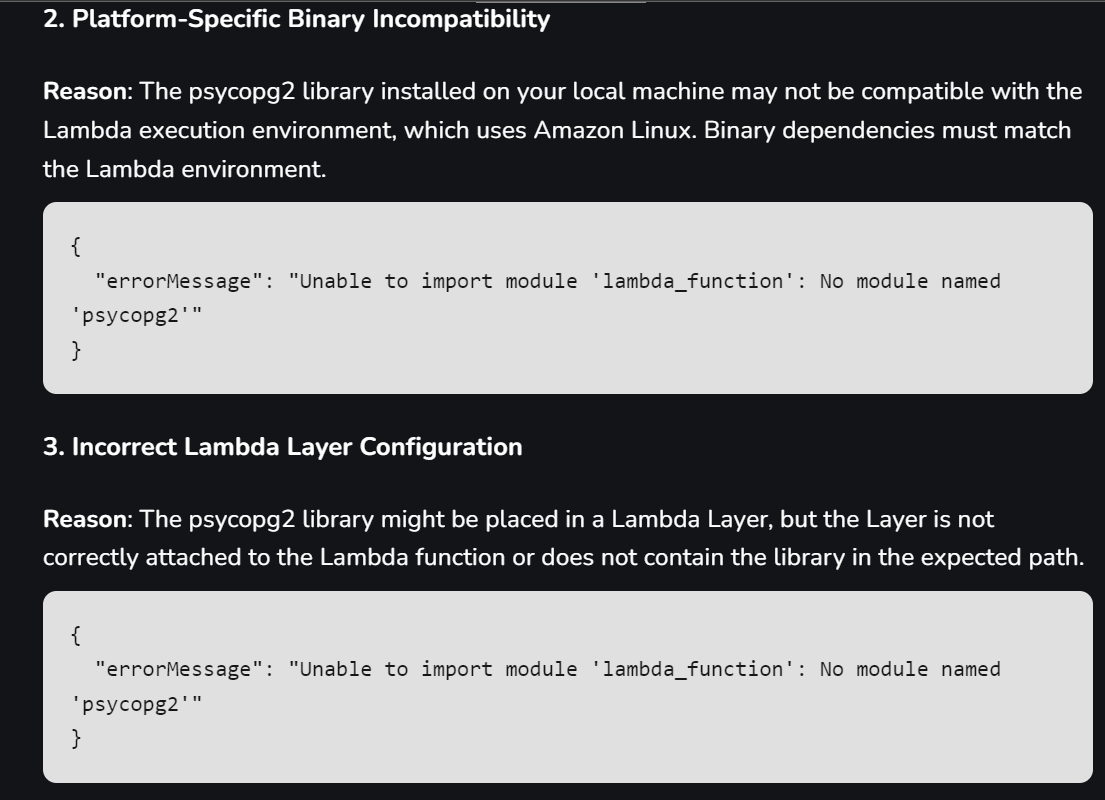 2. Platform-Specific Binary Incompatibility
Reason: The psycopg2 library installed on your local machine may not be compatible with the
Lambda execution environment, which uses Amazon Linux. Binary dependencies must match
the Lambda environment.
{
  "errorMessage": "Unable to import module 'lambda_function': No module named
'psycopg2'"
}
3. Incorrect Lambda Layer Configuration
Reason: The psycopg2 library might be placed in a Lambda Layer, but the Layer is not
correctly attached to the Lambda function or does not contain the library in the expected path.
{
  "errorMessage": "Unable to import module 'lambda_function': No module named
'psycopg2'"
}